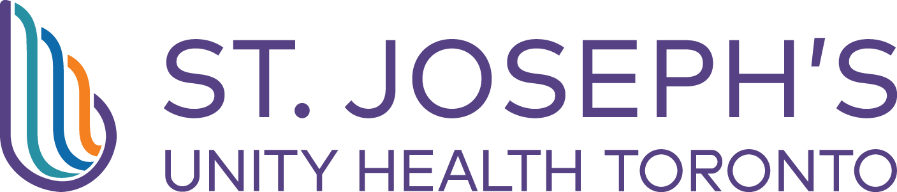 ST. JOSEPH'S
UNITY HEALTH TORONTO